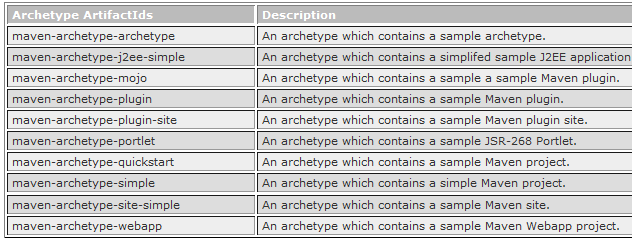 Archetype ArtifactIds Description
maven-archetype-archetype An archetype which contains a sample archetype.
maven-archetype-j2ee-simple An archetype which contains a simplifed sample J2EE application
maven-archetype-mojo An archetype which contains a sample a sample Maven plugin.
maven-archetype-plugin An archetype which contains a sample Maven plugin.
maven-archetype-plugin-site An archetype which contains a sample Maven plugin site.
maven-archetype-portlet An archetype which contains a sample JSR-268 Portlet.
maven-archetype-quickstart An archetype which contains a sample Maven project.
maven-archetype-simple An archetype which contains a simple Maven project.
maven-archetype-site-simple An archetype which contains a sample Maven site.
maven-archetype-webapp An archetype which contains a sample Maven Webapp project.